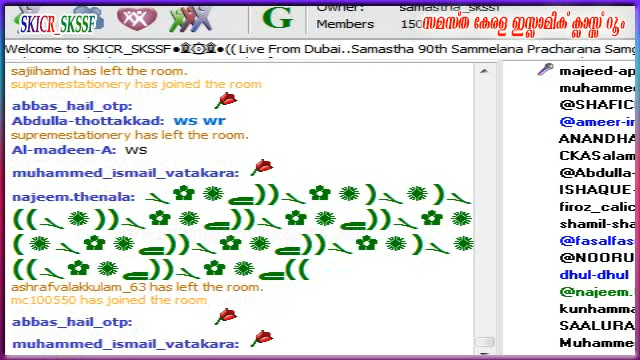 Owner: samastha_sksst
SKICR_SKSSF
G
Members 150
സമസ്ത കേരള ഇസ്ലാമിക് ക്ലാസ്സ് റൂം
Welcome to SKICR_SKSSF●۩۞۩●(( Live From Dubai..Samastha 90th Sammelana Pracharana Samg
sajiihamd has left the room.
supremestationery has joined the room
abbas_hail_otp:
Abdulla-thottakkad: ws wr
supremestationery has left the room.
Al-madeen-A: ws
muhammed_ismail_vatakara:
najeem.thenala:
ashrafvalakkulam_63 has left the room.
mc100550 has joined the room
abbas_hail_otp:
muhammed_ismail_vatakara:
majeed-ap
muhamme
@SHAFIC
@ameer-ir
ANANDHA
CKASalam
@Abdulla-
ISHAQUE
firoz_calic
shamil-sha
@fasalfas
@NOORU
dhul-dhul
@najeem.
kunhamma
SAALURA
Muhamme